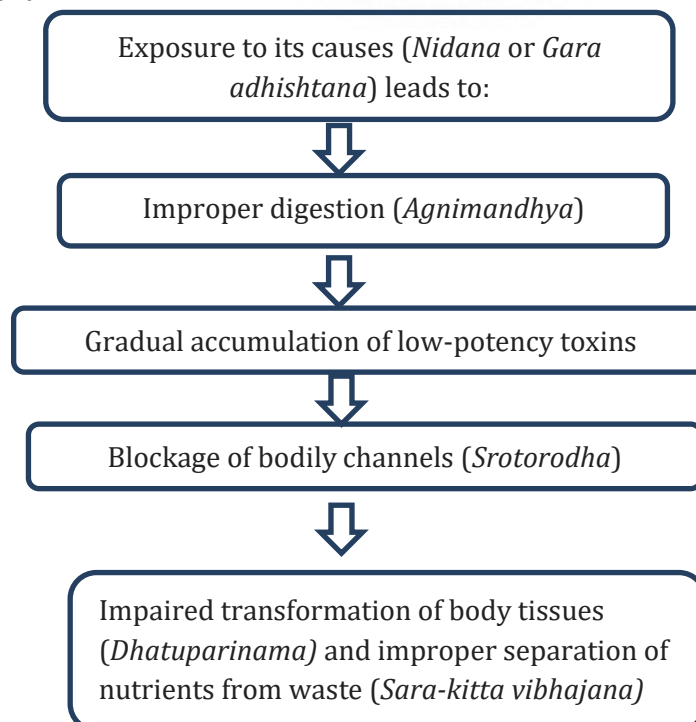 Exposure to its causes (Nidana or Gara
adhishtana) leads to:
Improper digestion (Agnimandhya)
Gradual accumulation of low-potency toxins
Blockage of bodily channels (Srotorodha)
Impaired transformation of body tissues
(Dhatuparinama) and improper separation of
nutrients from waste (Sara-kitta vibhajana)